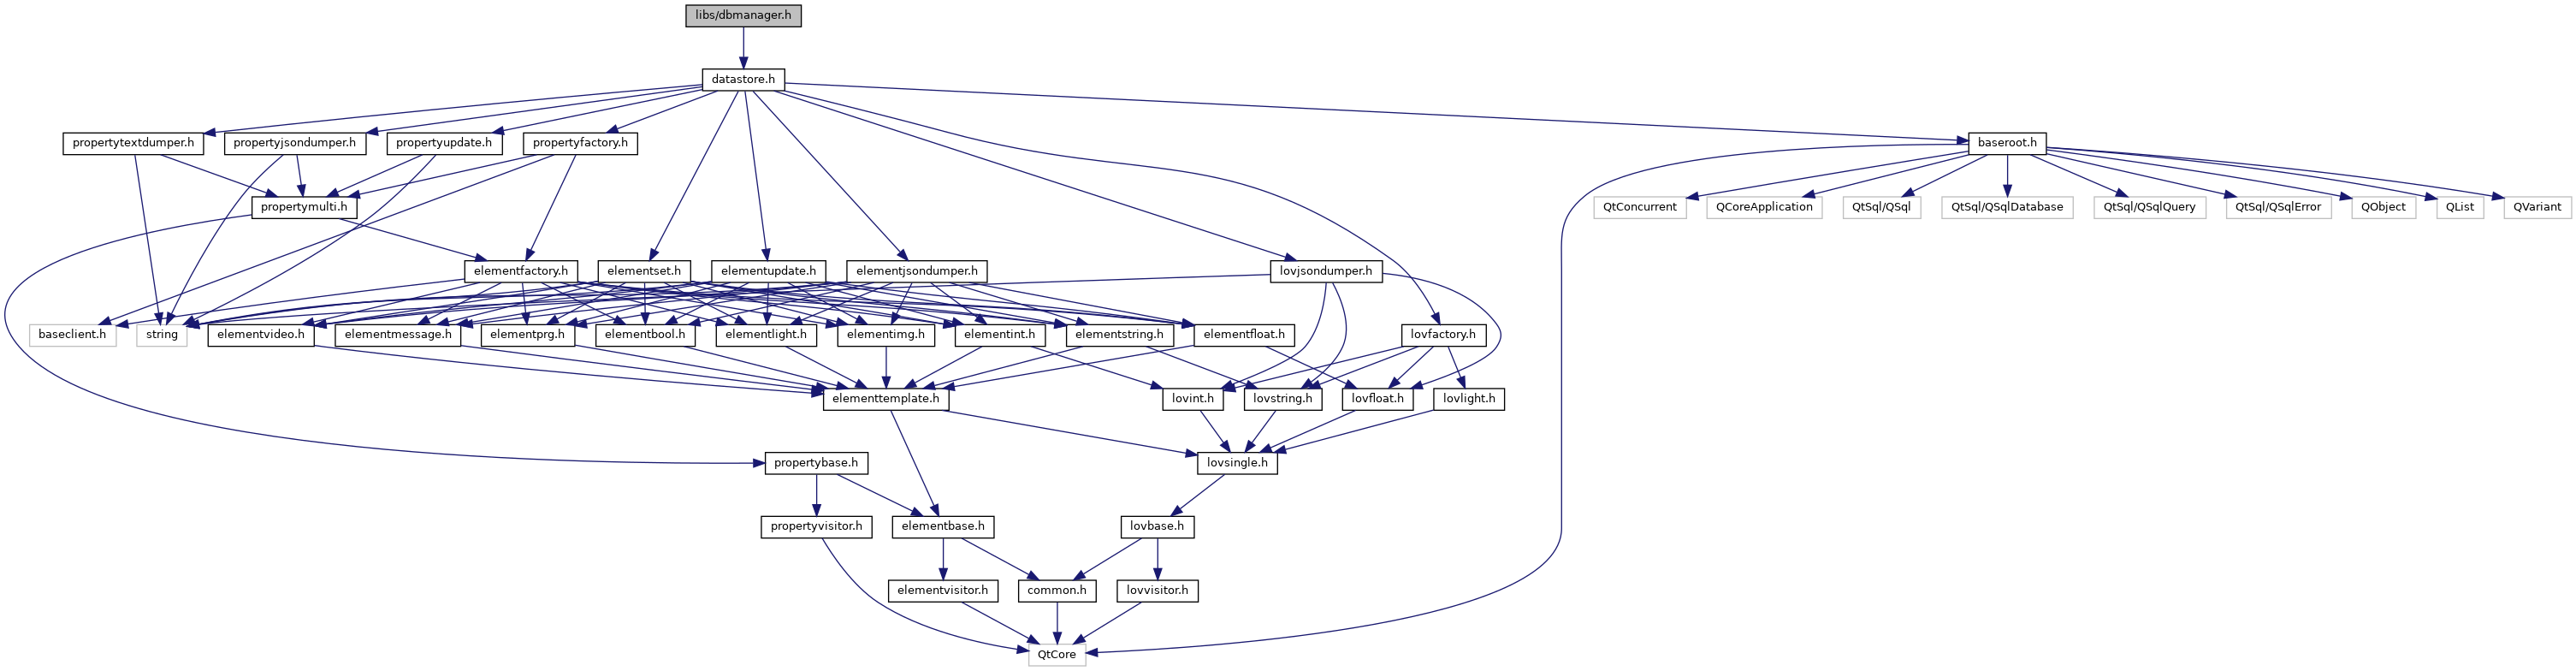 libs/dbmanager.h
datastore.h
propertytextdumper.h
propertyjsondumper.h
propertyupdate.h
propertyfactory.h
baseroot.h
propertymulti.h
QtConcurrent
QCoreApplication
QtSql/QSql
QtSql/QSqlDatabase
QtSql/QSqlQuery
QtSql/QSqlError
QObject
QList
QVariant
elementfactory.h
elementset.h
elementupdate.h
elementjsondumper.h
lovjsondumper.h
baseclient.h
string
elementvideo.h
elementmessage.h
elementprg.h
elementbool.h
elementlight.h
elementimg.h
elementint.h
elementstring.h
elementfloat.h
lovfactory.h
elementtemplate.h
lovint.h
lovstring.h
lovfloat.h
lovlight.h
propertybase.h
lovsingle.h
propertyvisitor.h
elementbase.h
lovbase.h
elementvisitor.h
common.h
lovvisitor.h
QtCore